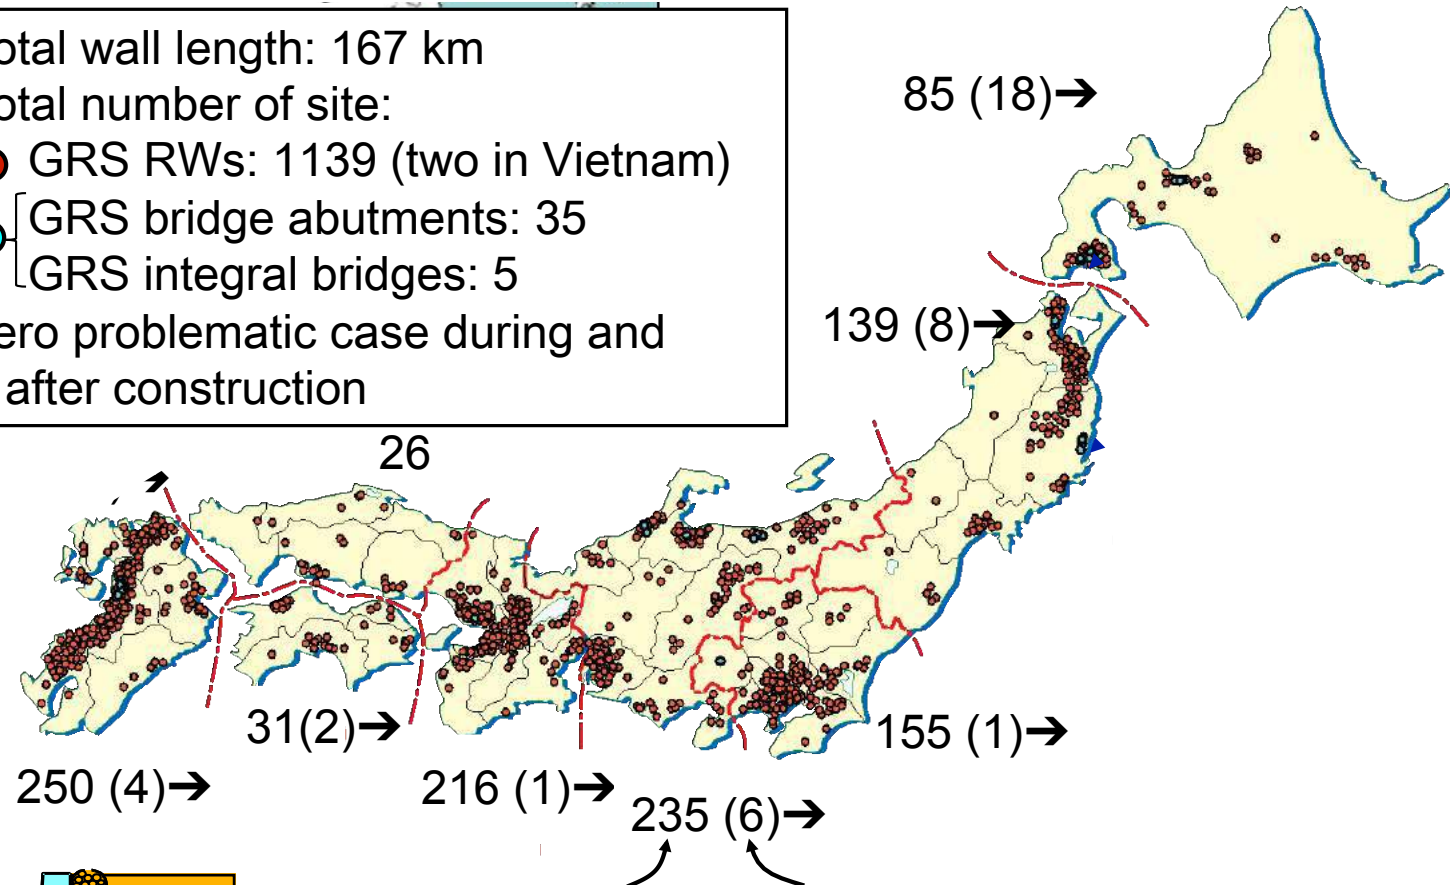 otal wall length: 167 km
otal number of site:
GRS RWs: 1139 (two in Vietnam)
GRS bridge abutments: 35
GRS integral bridges: 5
ero problematic case during and
after construction
85 (18)➔
139 (8)➔
26
31(2)➔
155 (1)➔
250 (4)➔
216 (1)➔
235 (6)➔